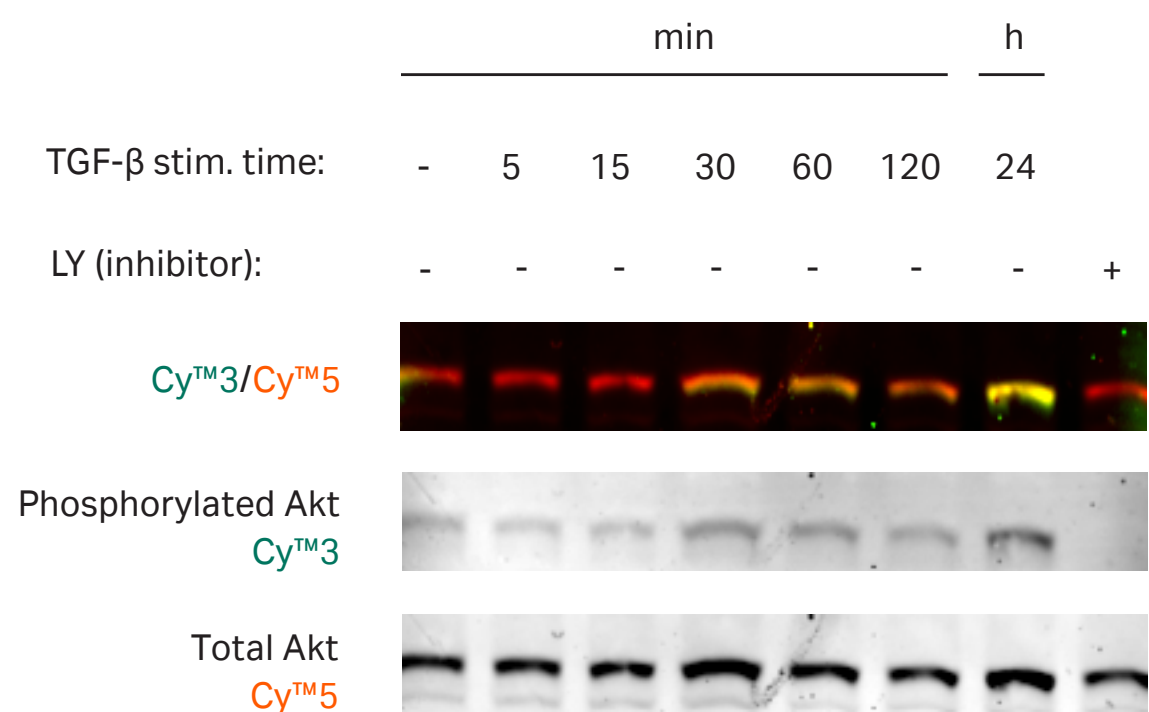 min h
TGF-β stim. time: - 5 15 30 60 120 24
LY (inhibitor): - - - - - - - +
Cy™3/Cy™5
Phosphorylated Akt
Cy™3
Total Akt
Cy™5